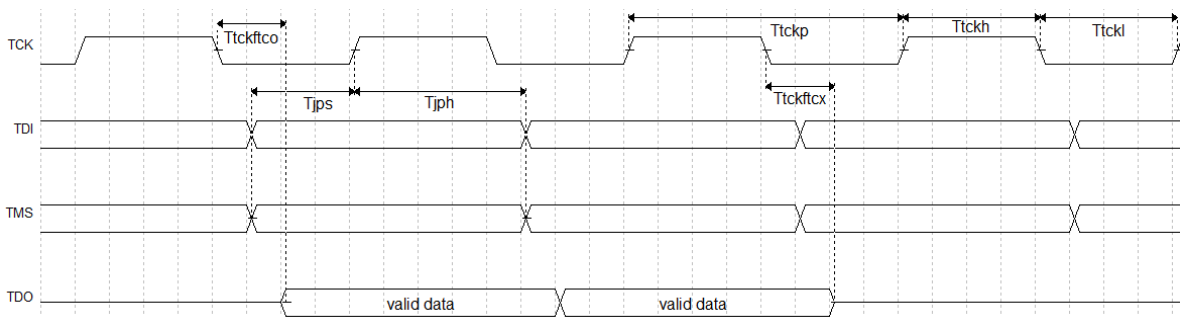 TCK
Ttckftco
Ttckp
Ttckh
Ttckl
Tjps
Tjph
Ttckftcx
TDI
TMS
TDO
valid data
valid data